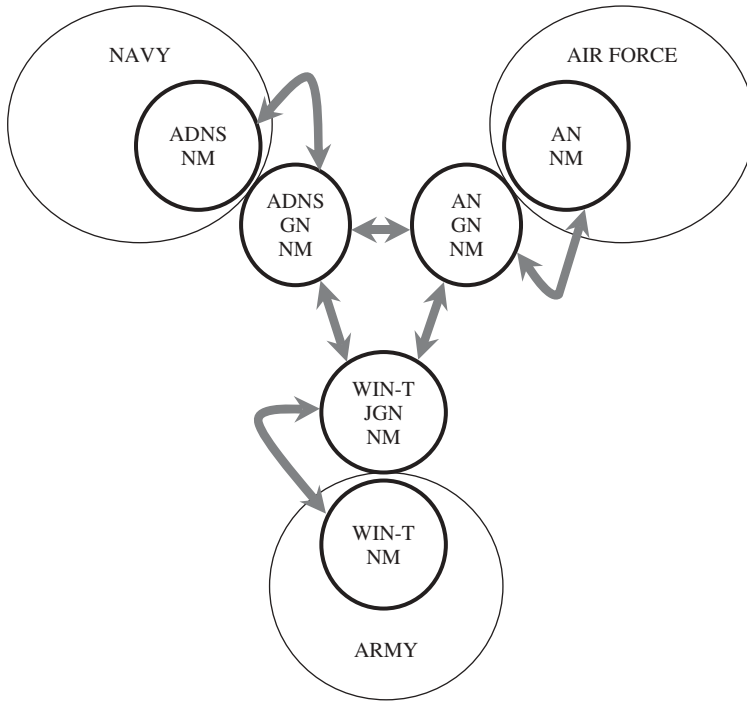 NAVY
AIR FORCE
ADNS
NM
AN
NM
ADNS
GN
NM
AN
GN
NM
WIN-T
JGN
NM
WIN-T
NM
ARMY